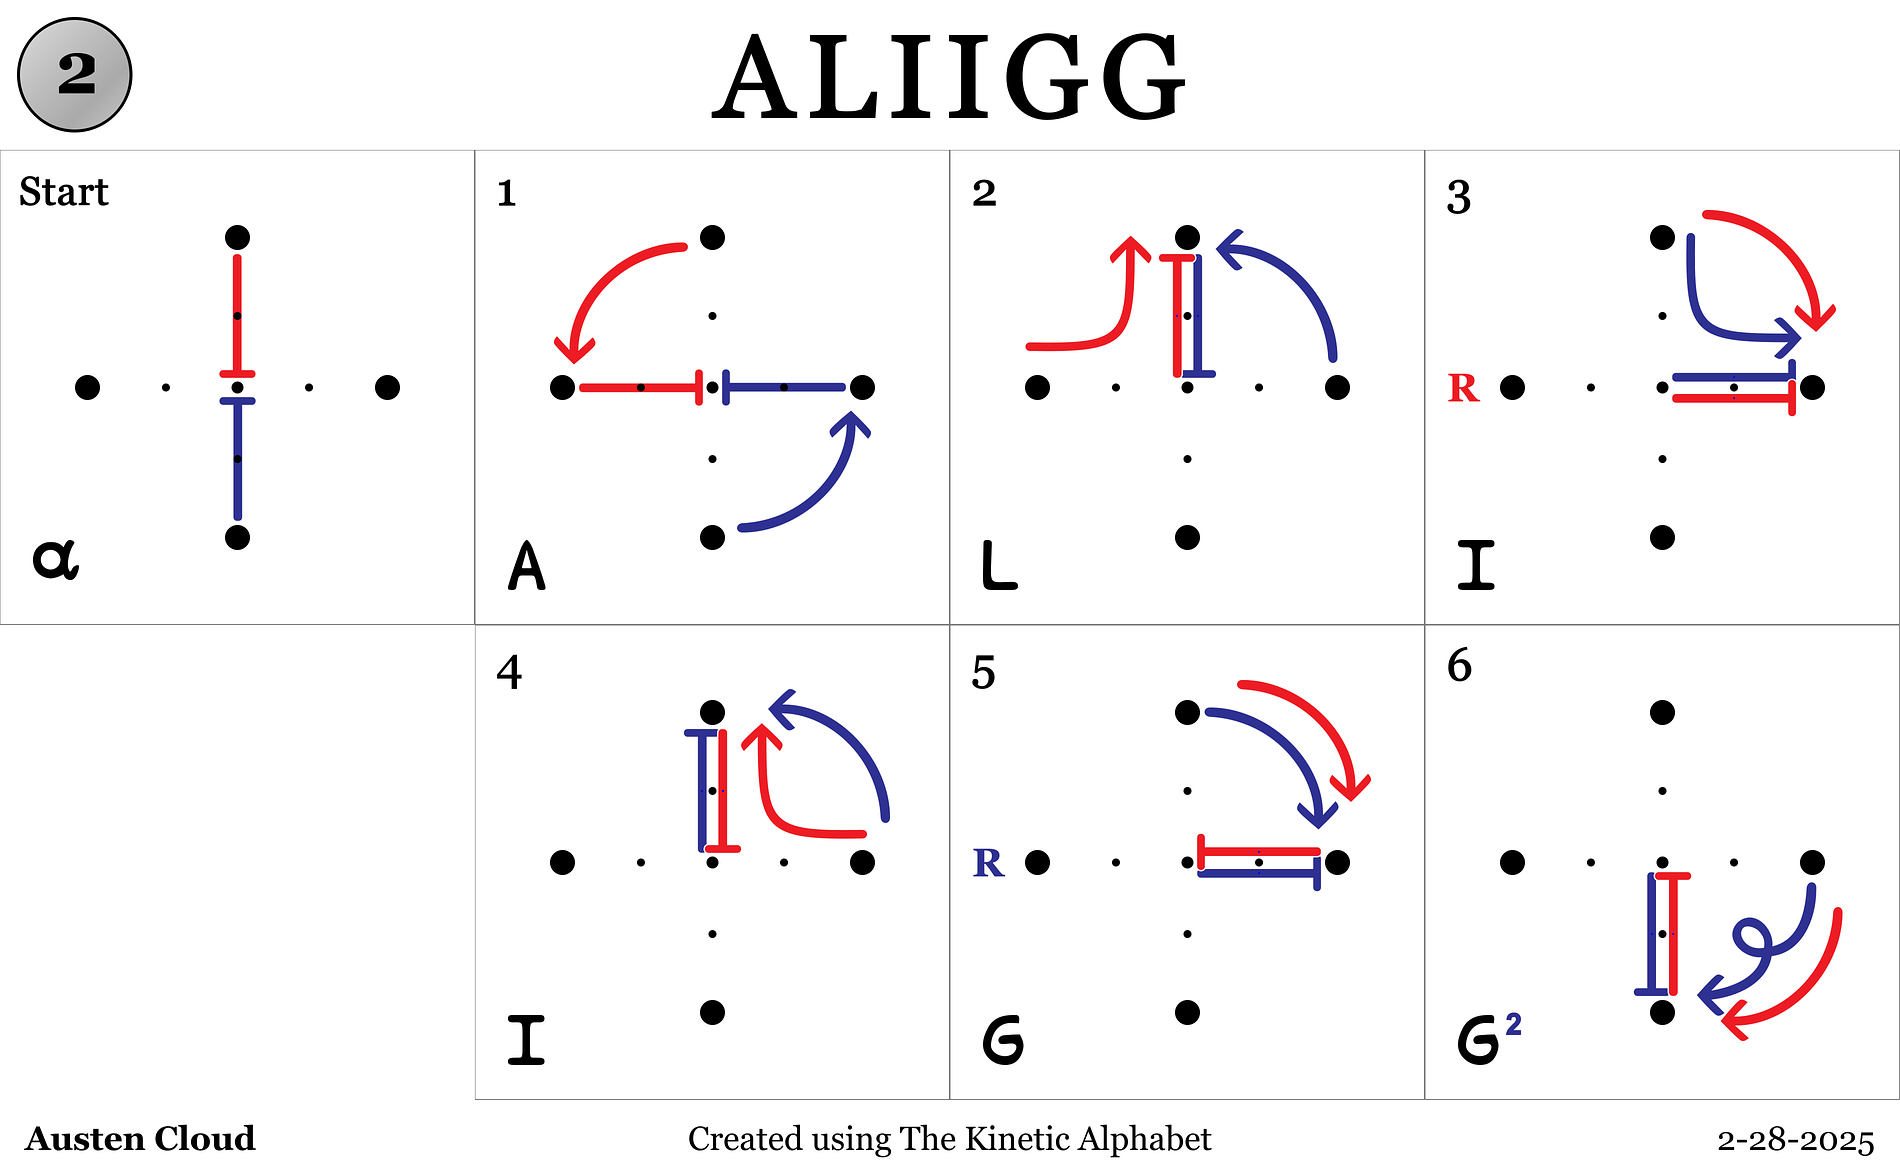 2
ALIIGG
Start
α
1
A
2
L
3
R
I
4
I
5
R
G
6
G²
Austen Cloud
Created using The Kinetic Alphabet
2-28-2025